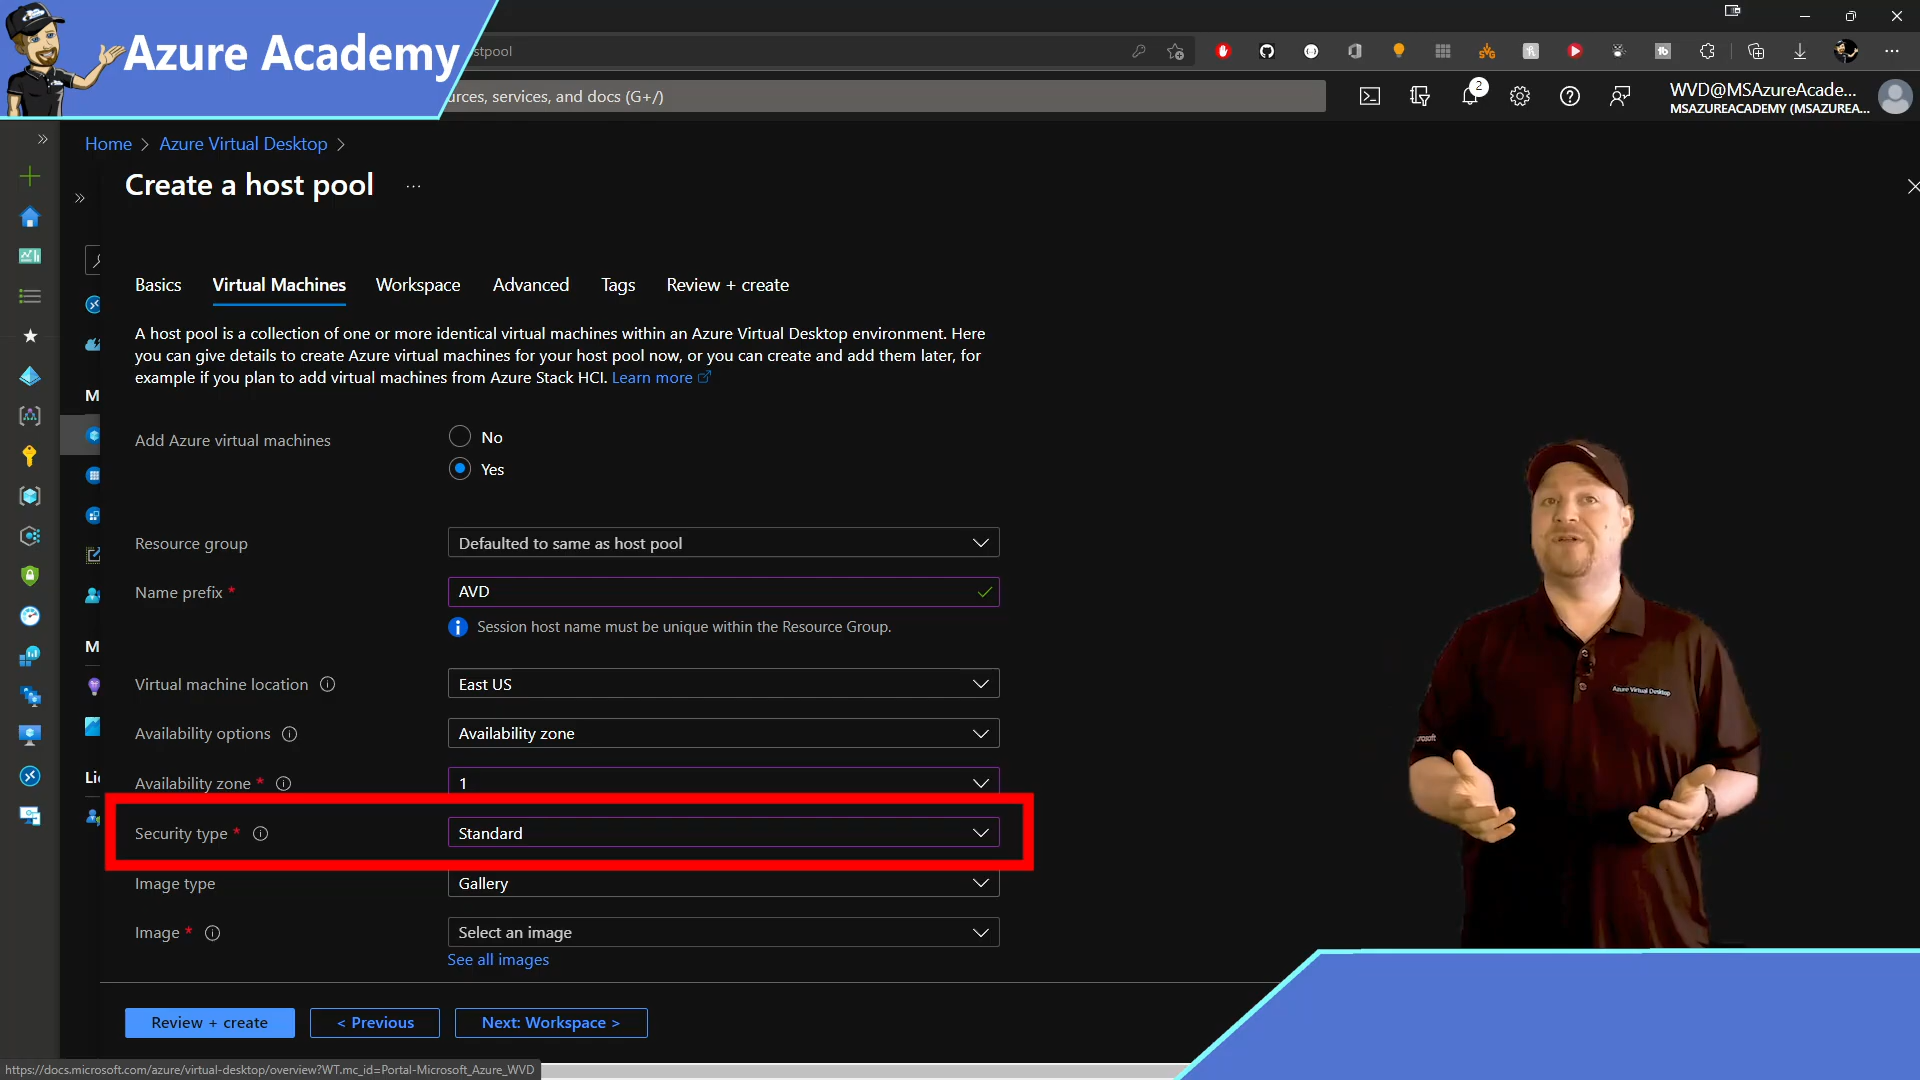 Azure Academy
stpool
urces, services, and docs (G+/)
2
WVD@MSAzureAcade...
MSAZUREACADEMY (MSAZUREA...
Home > Azure Virtual Desktop >
Create a host pool ...
Basics Virtual Machines Workspace Advanced Tags Review + create
A host pool is a collection of one or more identical virtual machines within an Azure Virtual Desktop environment. Here
you can give details to create Azure virtual machines for your host pool now, or you can create and add them later, for
example if you plan to add virtual machines from Azure Stack HCI. Learn more
M
Add Azure virtual machines
No
Yes
Resource group Defaulted to same as host pool
Name prefix * AVD
Session host name must be unique within the Resource Group.
M
Virtual machine location East US
Azure Virtual Desktop
Availability options Availability zone
rosoft
Li
Availability zone * 1
Security type * Standard
Image type Gallery
Image * Select an image
See all images
Review + create < Previous Next: Workspace >
https://docs.microsoft.com/azure/virtual-desktop/overview?WT.mc_id=Portal-Microsoft_Azure_WVD